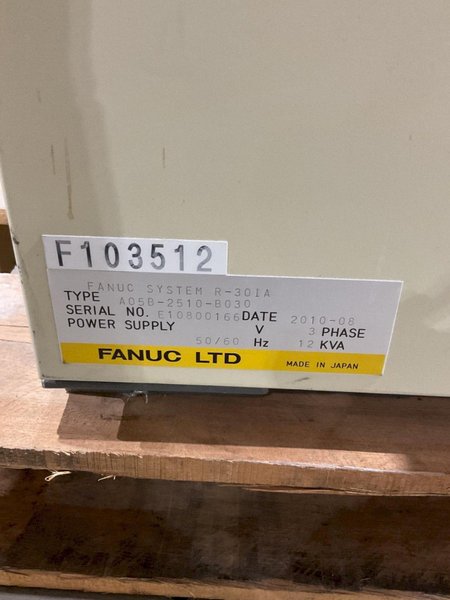 F103512
FANUC SYSTEM R-30IA
TYPE A05B-2510-B030
SERIAL NO. E10800166 DATE 2010-08
POWER SUPPLY V 3 PHASE
50/60 Hz 12 KVA
FANUC LTD MADE IN JAPAN